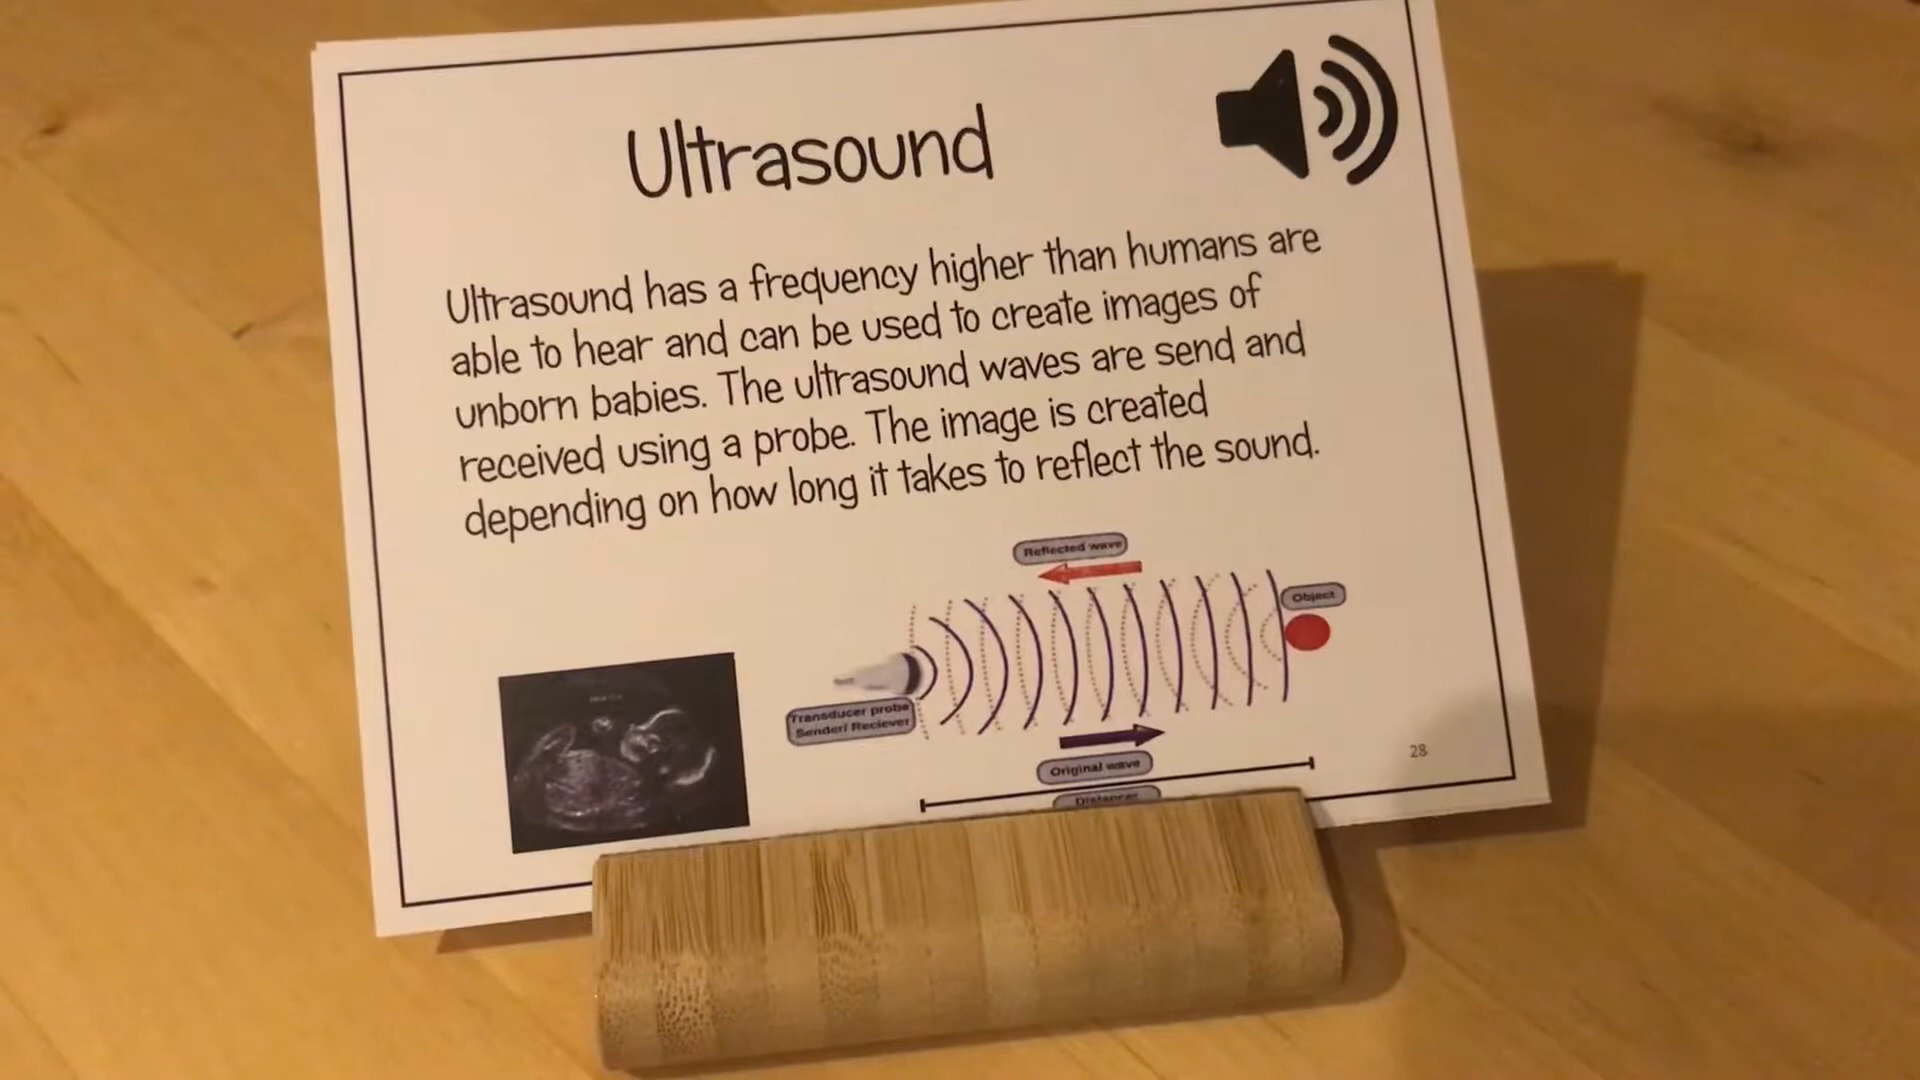 Ultrasound
Ultrasound has a frequency higher than humans are
able to hear and can be used to create images of
unborn babies. The ultrasound waves are send and
received using a probe. The image is created
depending on how long it takes to reflect the sound.
Reflected wave
Object
Transducer probe
Sender/ Reciever
Original wave
28